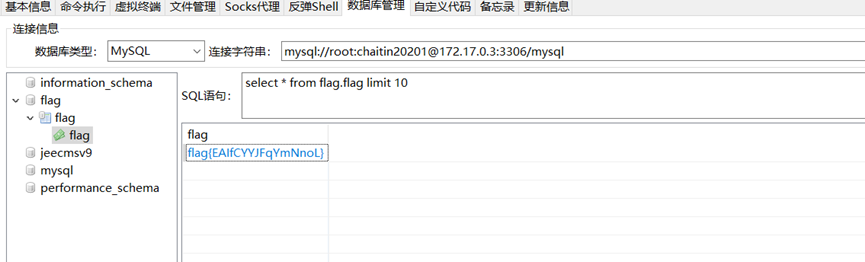 基本信息 命令执行 虚拟终端 文件管理 Socks代理 反弹Shell 数据库管理 自定义代码 备忘录 更新信息
连接信息
数据库类型: MySQL 连接字符串: mysql://root:chaitin20201@172.17.0.3:3306/mysql
information_schema
flag
flag
flag
jeecmsv9
mysql
performance_schema
SQL语句: select * from flag.flag limit 10
flag
flag{EAIfCYYJFqYmNnoL}